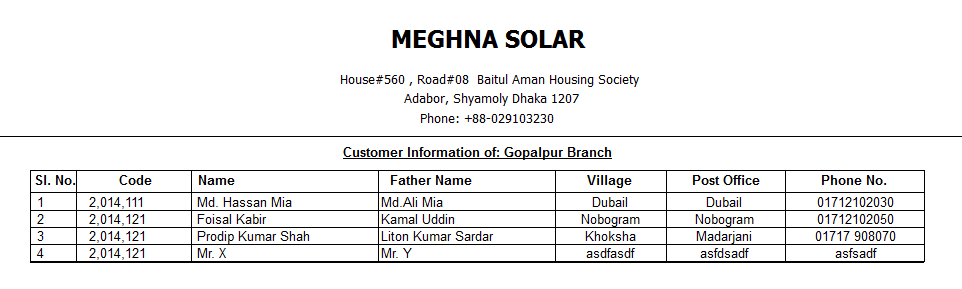 MEGHNA SOLAR
House#560 , Road#08 Baitul Aman Housing Society
Adabor, Shyamoly Dhaka 1207
Phone: +88-029103230
Customer Information of: Gopalpur Branch
Sl. No. Code Name Father Name Village Post Office Phone No.
1 2,014,111 Md. Hassan Mia Md.Ali Mia Dubail Dubail 01712102030
2 2,014,121 Foisal Kabir Kamal Uddin Nobogram Nobogram 01712102050
3 2,014,121 Prodip Kumar Shah Liton Kumar Sardar Khoksha Madarjani 01717 908070
4 2,014,121 Mr. X Mr. Y asdfasdf asfdsadf asfsadf